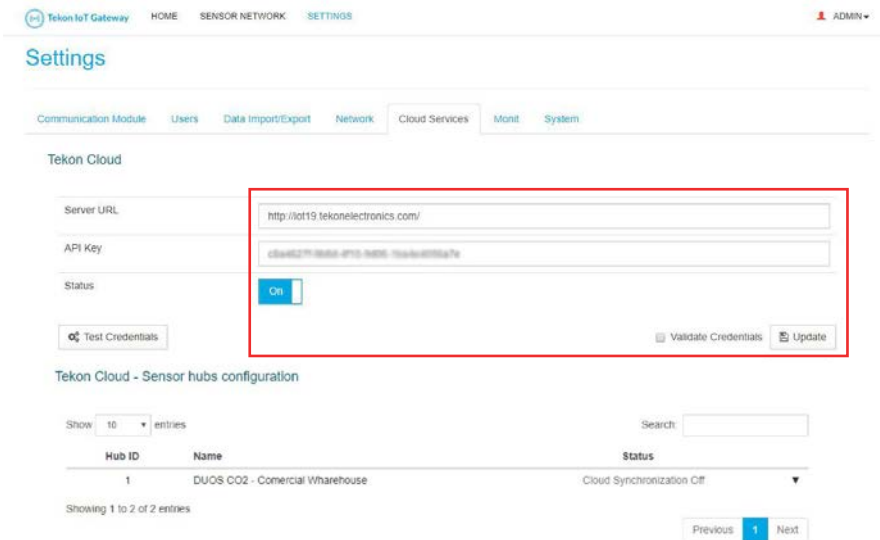 Tekon IoT Gateway HOME SENSOR NETWORK SETTINGS ADMIN
Settings
Communication Module Users Data Import/Export Network Cloud Services Monit System
Tekon Cloud
Server URL http://iot19.tekonelectronics.com/
API Key
Status On
Test Credentials Validate Credentials Update
Tekon Cloud - Sensor hubs configuration
Show 10 entries Search:
Hub ID Name Status
1 DUOS CO2 - Comercial Wharehouse Cloud Synchronization Off
Showing 1 to 2 of 2 entries
Previous 1 Next